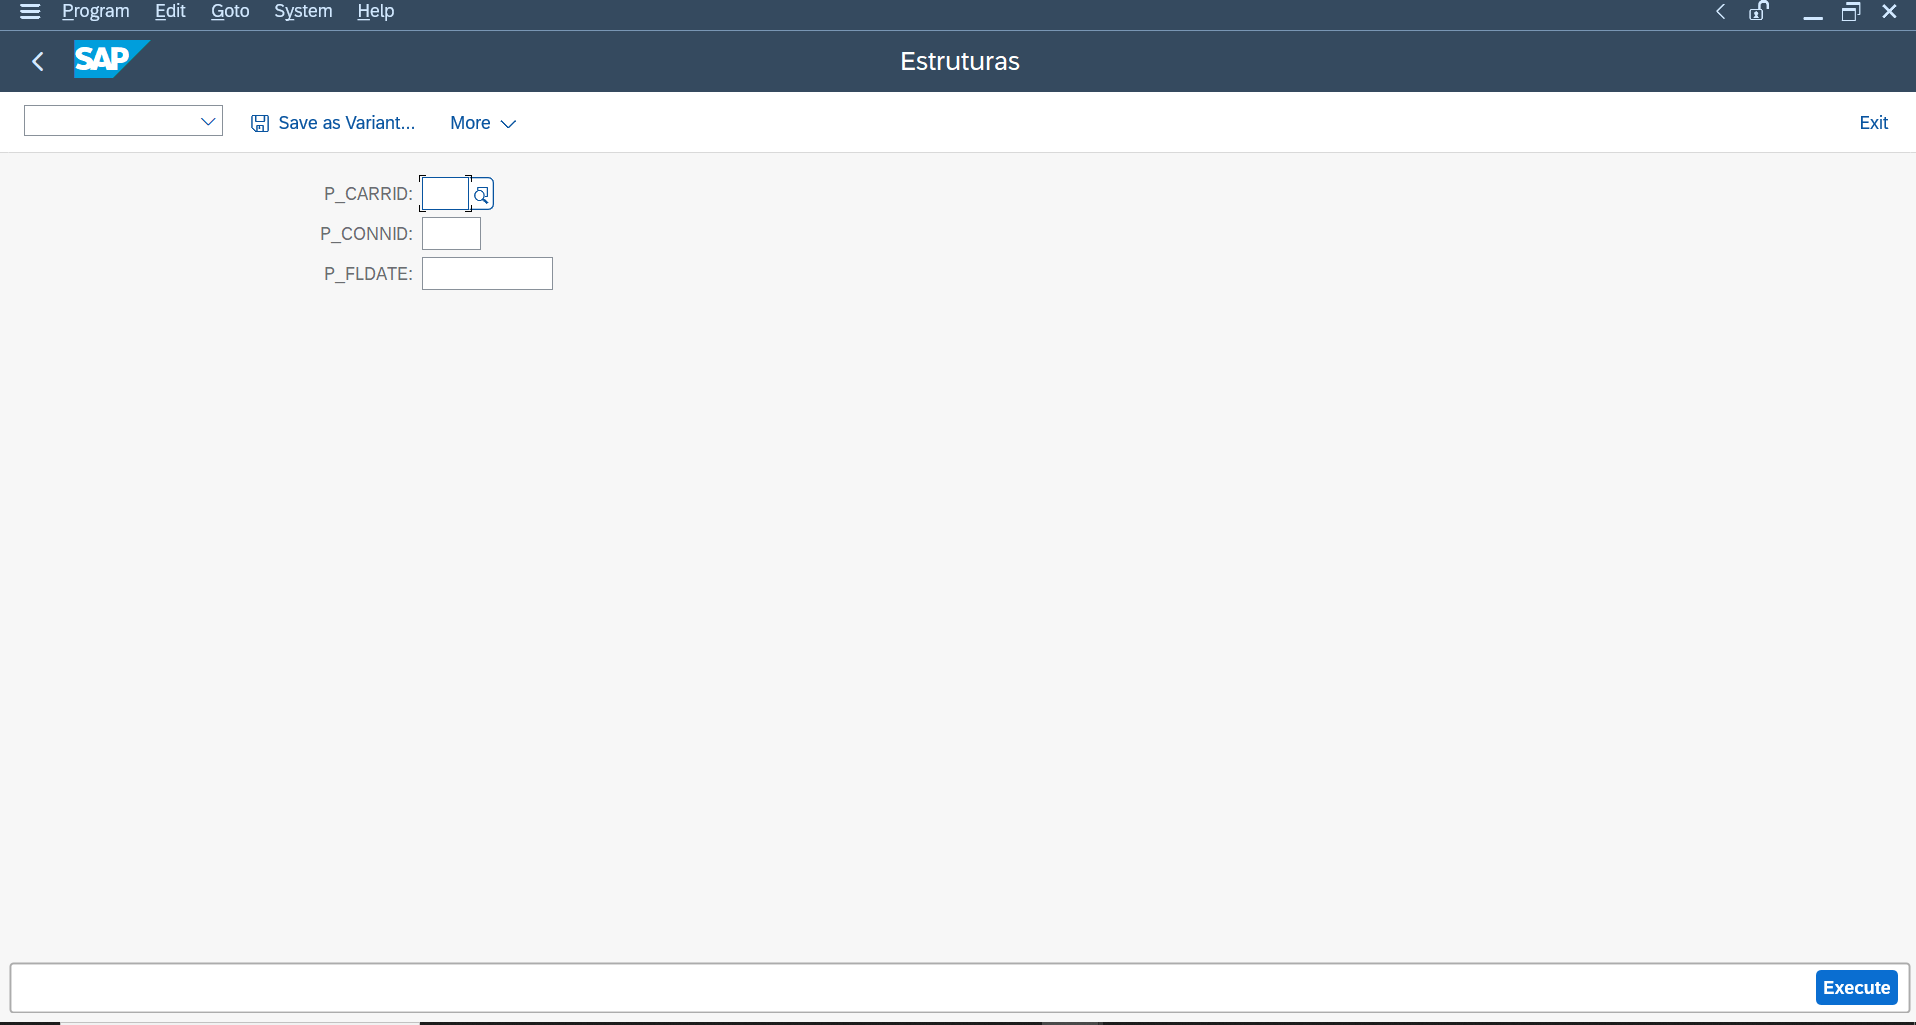 Program Edit Goto System Help
SAP Estruturas
Save as Variant... More Exit
P_CARRID:
P_CONNID:
P_FLDATE:
Execute